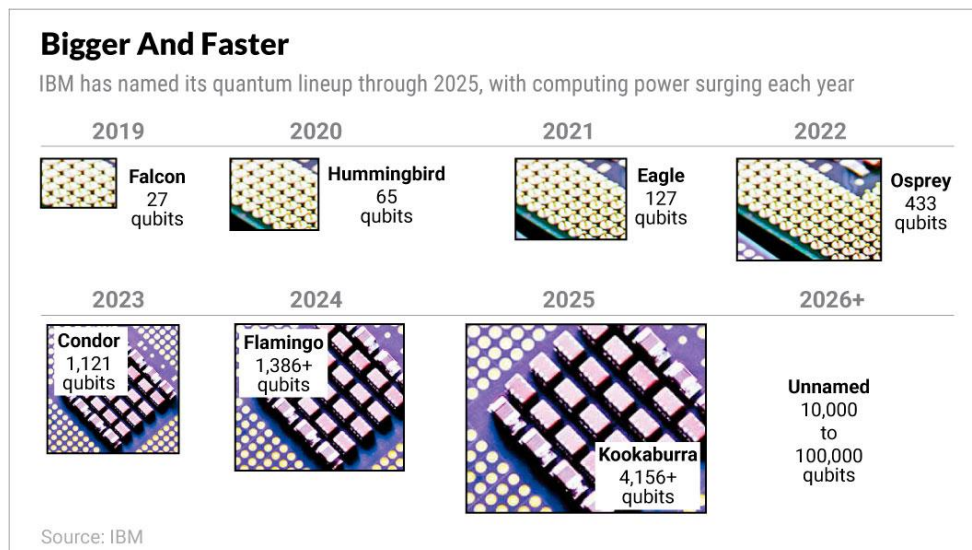 Bigger And Faster
IBM has named its quantum lineup through 2025, with computing power surging each year
2019
Falcon
27
qubits
2020
Hummingbird
65
qubits
2021
Eagle
127
qubits
2022
Osprey
433
qubits
2023
Condor
1,121
qubits
2024
Flamingo
1,386+
qubits
2025
Kookaburra
4,156+
qubits
2026+
Unnamed
10,000
to
100,000
qubits
Source: IBM